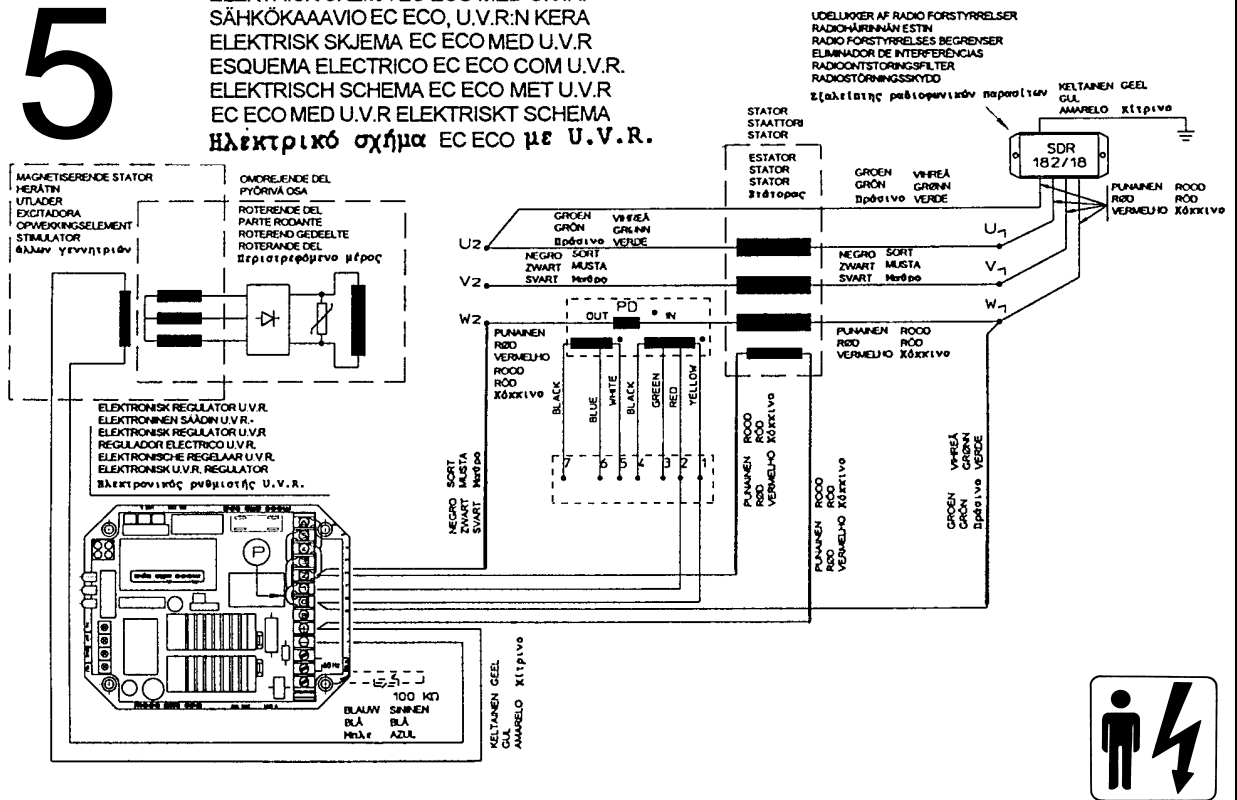 5
SÄHKÖKAAAVIO EC ECO, U.V.R:N KERA
ELEKTRISK SKJEMA EC ECO MED U.V.R
ESQUEMA ELECTRICO EC ECO COM U.V.R.
ELEKTRISCH SCHEMA EC ECO MET U.V.R
EC ECO MED U.V.R ELEKTRISKT SCHEMA
Ηλεκτρικό σχήμα EC ECO με U.V.R.
UDELUKKER AF RADIO FORSTYRRELSER
RADIOHÄIRINNÄN ESTIN
RADIO FORSTYRRELSES BEGRENSER
ELIMINADOR DE INTERFERÊNCIAS
RADIOONTSTORINGSFILTER
RADIOSTÖRNINGSSKYDD
Εξαλείπτης ραδιοφωνικών παρασίτων
KELTAINEN GEEL
GUL
AMARELO Κίτρινο
SDR
182/18
PUNAINEN ROOD
RØD RÖD
VERMELHO Κόκκινο
STATOR
STAATTORI
STATOR
ESTATOR
STATOR
STATOR
Στάτορας
GROEN VIHREÄ
GRÖN GRØNN
Πράσινο VERDE
MAGNETISERENDE STATOR
HERÄTIN
UTLADER
EXCITADORA
OPWEKKINGSELEMENT
STIMULATOR
άλλων γεννητριών
OMDREJENDE DEL
PYÖRIVÄ OSA
ROTERENDE DEL
PARTE RODANTE
ROTEREND GEDEELTE
ROTERANDE DEL
Περιστρεφόμενο μέρος
GROEN VIHREÄ
GRÖN GRØNN
Πράσινο VERDE
U2
V2
W2
NEGRO SORT
ZWART MUSTA
SVART Μαύρο
NEGRO SORT
ZWART MUSTA
SVART Μαύρο
U1
V1
W1
PD
OUT
IN
PUNAINEN
RØD
VERMELHO
ROOD
RÖD
Κόκκινο
PUNAINEN ROOD
RØD RÖD
VERMELHO Κόκκινο
BLACK
BLUE
WHITE
BLACK
GREEN
RED
YELLOW
7 6 5 4 3 2 1
ELEKTRONISK REGULATOR U.V.R.
ELEKTRONINEN SÄÄDIN U.V.R.
ELEKTRONISK REGULATOR U.V.R
REGULADOR ELECTRICO U.V.R.
ELEKTRONISCHE REGELAAR U.V.R.
ELEKTRONISK U.V.R. REGULATOR
Ηλεκτρονικός ρυθμιστής U.V.R.
NEGRO SORT
ZWART MUSTA
SVART Μαύρο
PUNAINEN ROOD
RØD RÖD
VERMELHO Κόκκινο
PUNAINEN ROOD
RØD RÖD
VERMELHO Κόκκινο
GROEN VIHREÄ
GRÖN GRØNN
Πράσινο VERDE
P
60 Hz
100 KΩ
BLAUW SININEN
BLÅ BLÅ
Μπλε AZUL
KELTAINEN GEEL
GUL
AMARELO Κίτρινο